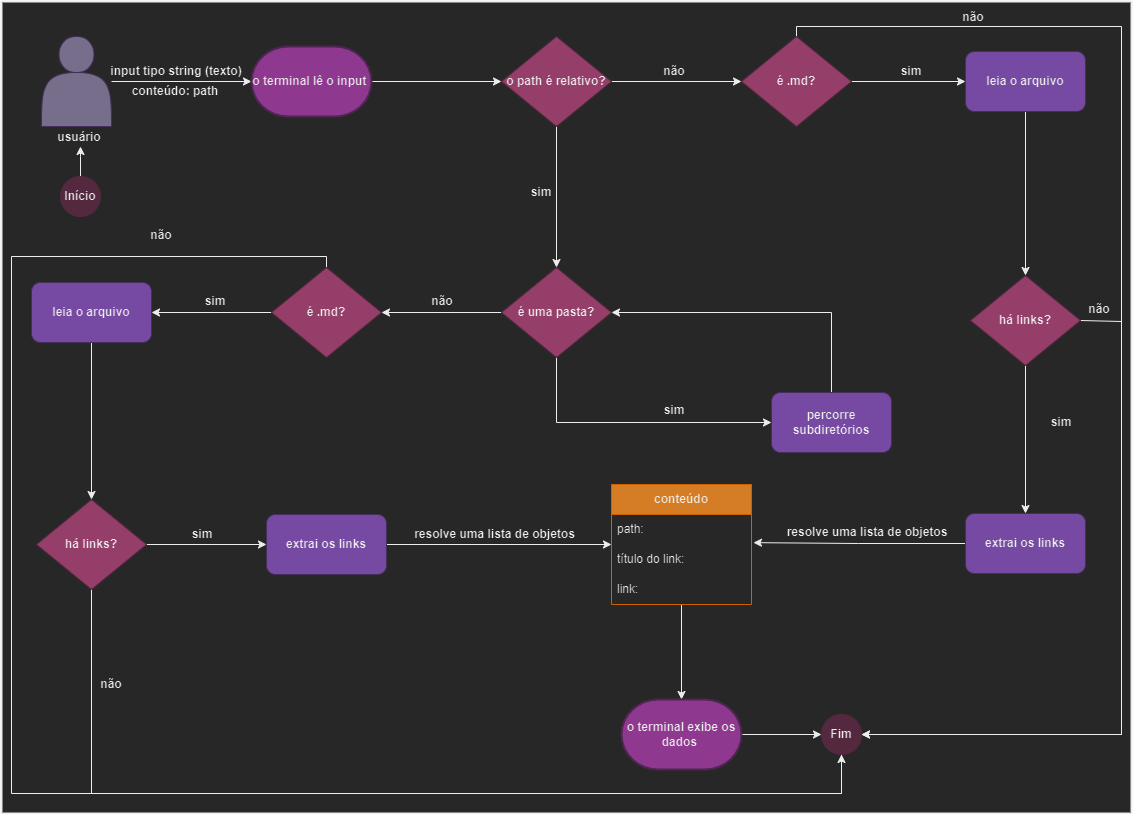 não
input tipo string (texto)
conteúdo: path
o terminal lê o input
o path é relativo?
não
é .md?
sim
leia o arquivo
usuário
Início
sim
não
leia o arquivo
sim
é .md?
não
é uma pasta?
há links?
não
sim
percorre
subdiretórios
sim
conteúdo
path:
título do link:
link:
há links?
sim
extrai os links
resolve uma lista de objetos
resolve uma lista de objetos
extrai os links
não
o terminal exibe os
dados
Fim